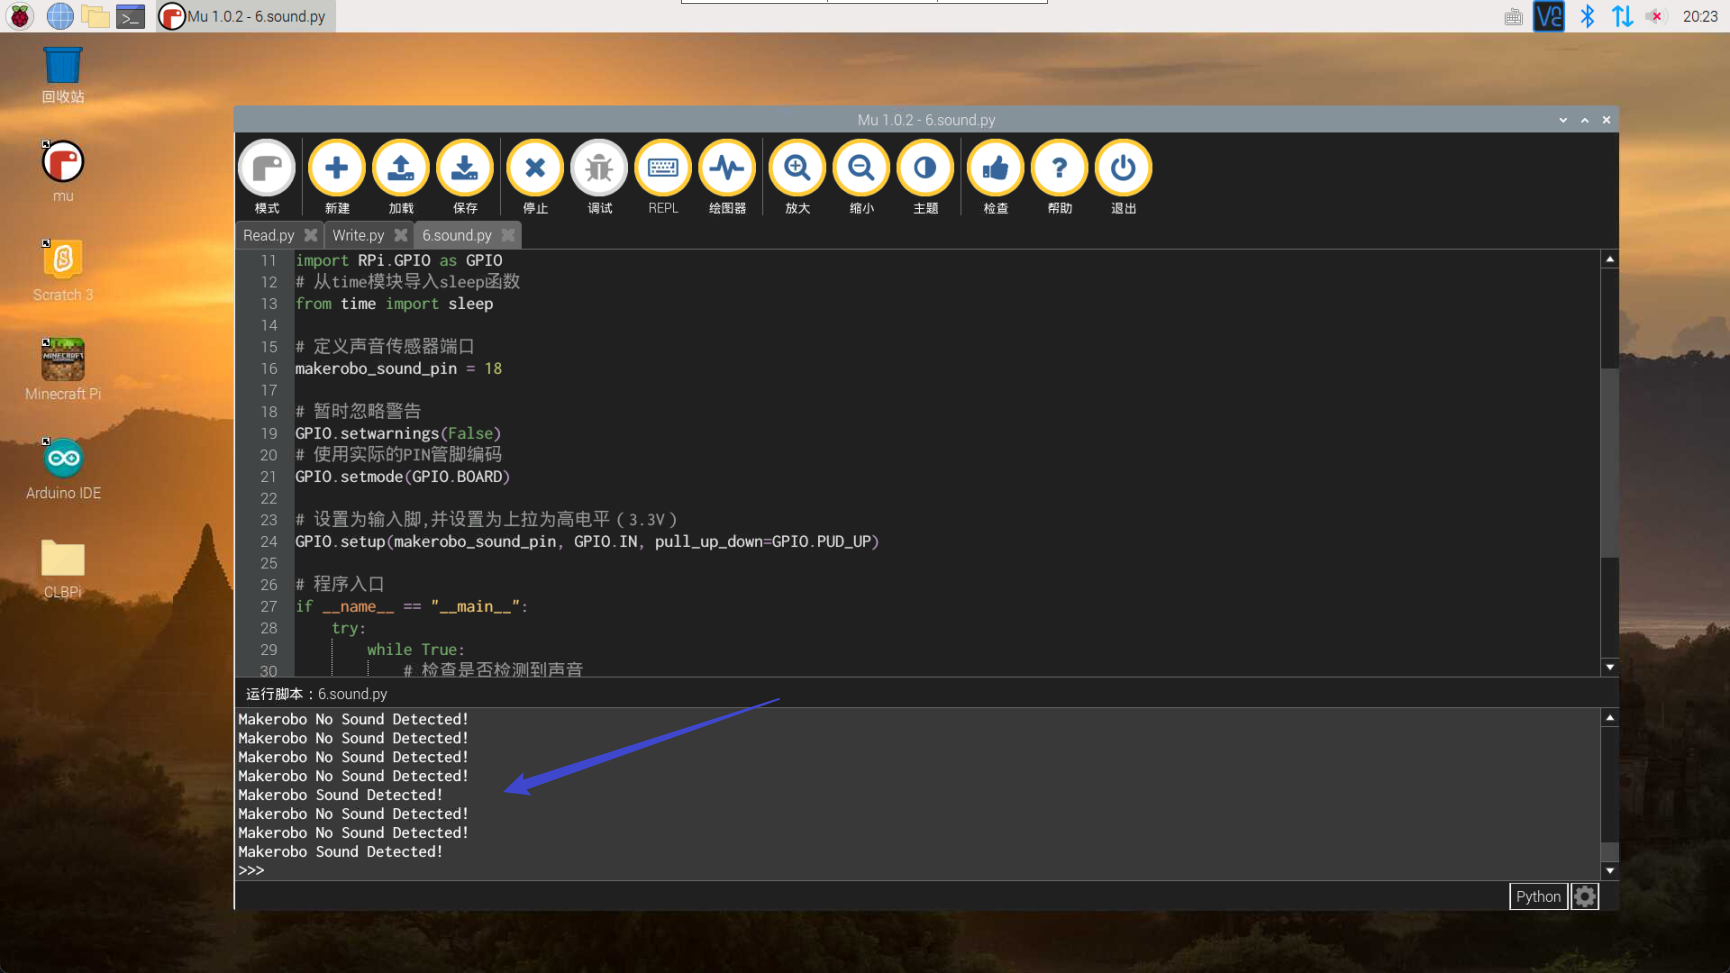 Mu 1.0.2 - 6.sound.py
20:23
回收站
mu
Scratch 3
MINECRAFT
Minecraft Pi
Arduino IDE
CLBPi
Mu 1.0.2 - 6.sound.py
模式
新建
加载
保存
停止
调试
REPL
绘图器
放大
缩小
主题
检查
帮助
退出
Read.py
Write.py
6.sound.py
11 import RPi.GPIO as GPIO
12 # 从time模块导入sleep函数
13 from time import sleep
14
15 # 定义声音传感器端口
16 makerobo_sound_pin = 18
17
18 # 暂时忽略警告
19 GPIO.setwarnings(False)
20 # 使用实际的PIN管脚编码
21 GPIO.setmode(GPIO.BOARD)
22
23 # 设置为输入脚,并设置为上拉为高电平（3.3V）
24 GPIO.setup(makerobo_sound_pin, GPIO.IN, pull_up_down=GPIO.PUD_UP)
25
26 # 程序入口
27 if __name__ == "__main__":
28 try:
29 while True:
30 # 检查是否检测到声音
运行脚本：6.sound.py
Makerobo No Sound Detected!
Makerobo No Sound Detected!
Makerobo No Sound Detected!
Makerobo No Sound Detected!
Makerobo Sound Detected!
Makerobo No Sound Detected!
Makerobo No Sound Detected!
Makerobo Sound Detected!
>>>
Python